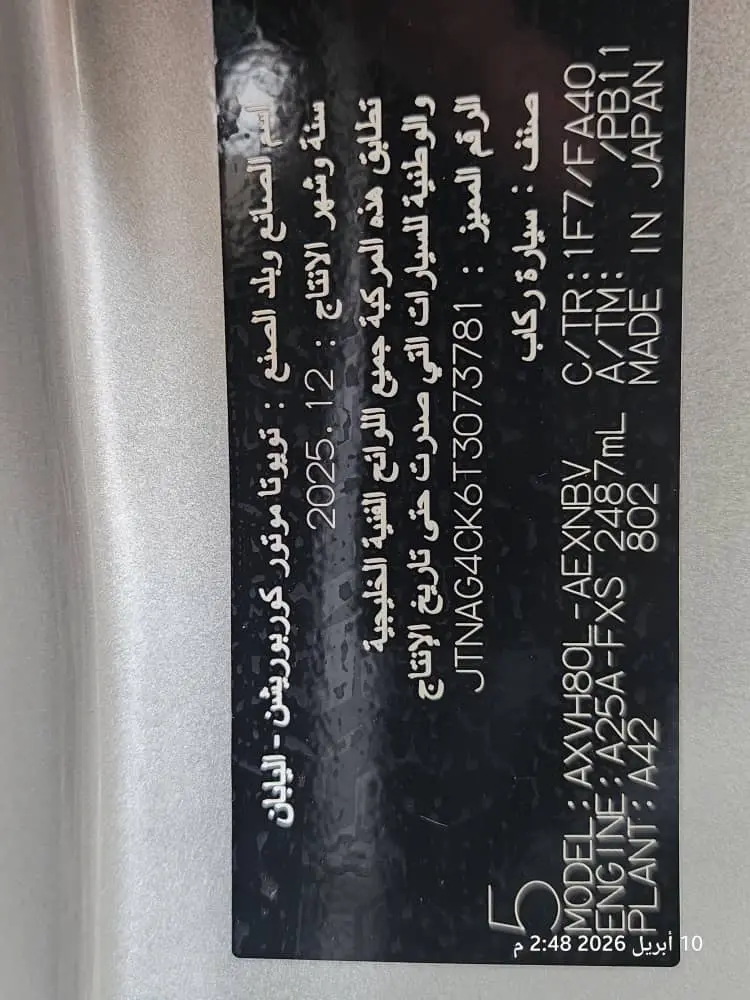 اسم الصانع وبلد الصنع : تويوتا موتور كوربوريشن - اليابان
سنة وشهر الانتاج : 2025.12
تطابق هذه المركبة جميع اللوائح الفنية الخليجية
والوطنية للسيارات التي صدرت حتى تاريخ الإنتاج
الرقم المميز : JTNAG4CK6T3073781
صنف : سيارة ركاب
5
MODEL : AXVH80L-AEXNBV C/TR : 1F7/FA40
ENGINE : A25A-FXS 2487mL A/TM : /PB11
PLANT : A42 802 MADE IN JAPAN
10 أبريل 2026 2:48 م